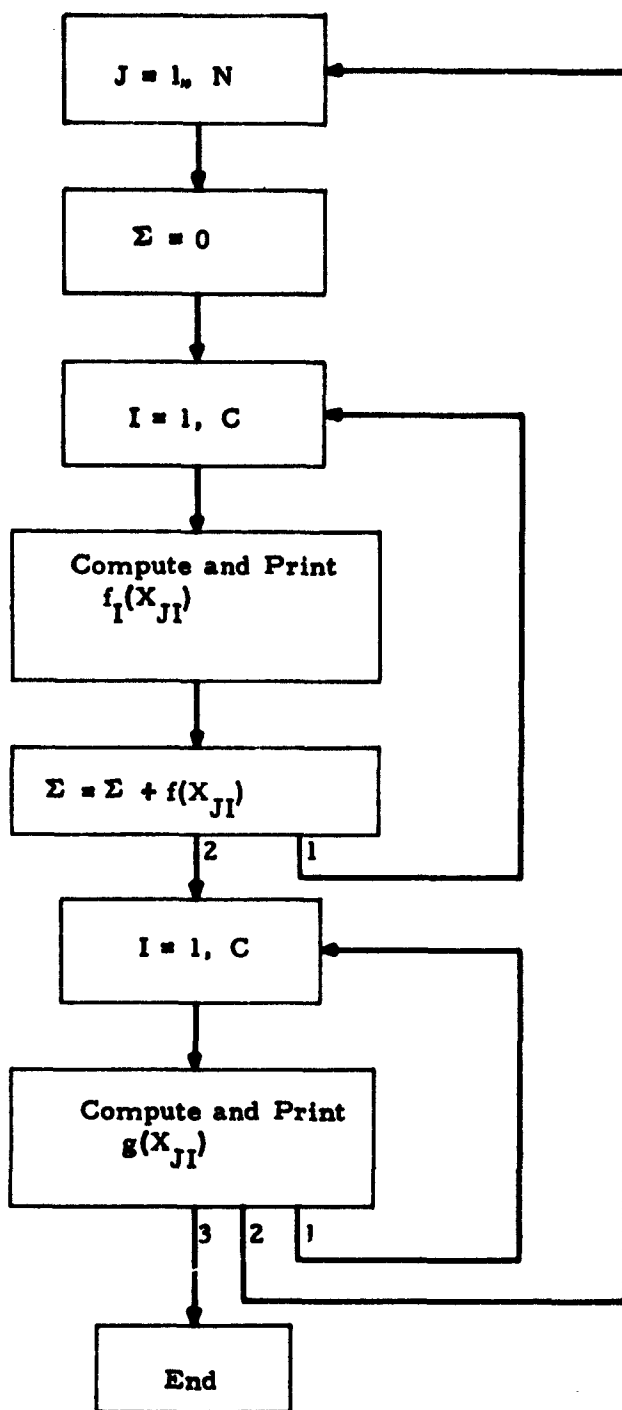 J = 1, N
Σ = 0
I = 1, C
Compute and Print
f_I(X_JI)
Σ = Σ + f(X_JI)
2 1
I = 1, C
Compute and Print
g(X_JI)
3 2 1
End